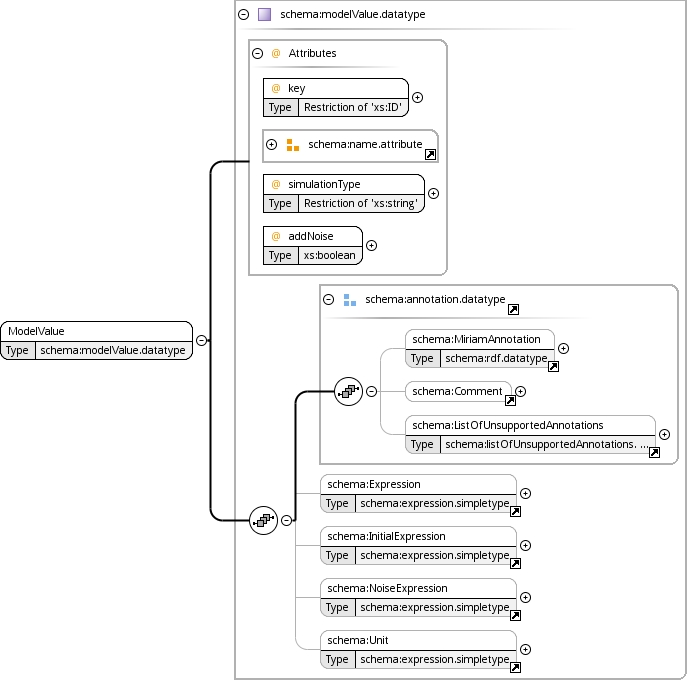 schema:modelValue.datatype
@ Attributes
@ key
Type Restriction of 'xs:ID'
schema:name.attribute
@ simulationType
Type Restriction of 'xs:string'
@ addNoise
Type xs:boolean
ModelValue
Type schema:modelValue.datatype
schema:annotation.datatype
schema:MiriamAnnotation
Type schema:rdf.datatype
schema:Comment
schema:ListOfUnsupportedAnnotations
Type schema:listOfUnsupportedAnnotations. ...
schema:Expression
Type schema:expression.simpletype
schema:InitialExpression
Type schema:expression.simpletype
schema:NoiseExpression
Type schema:expression.simpletype
schema:Unit
Type schema:expression.simpletype